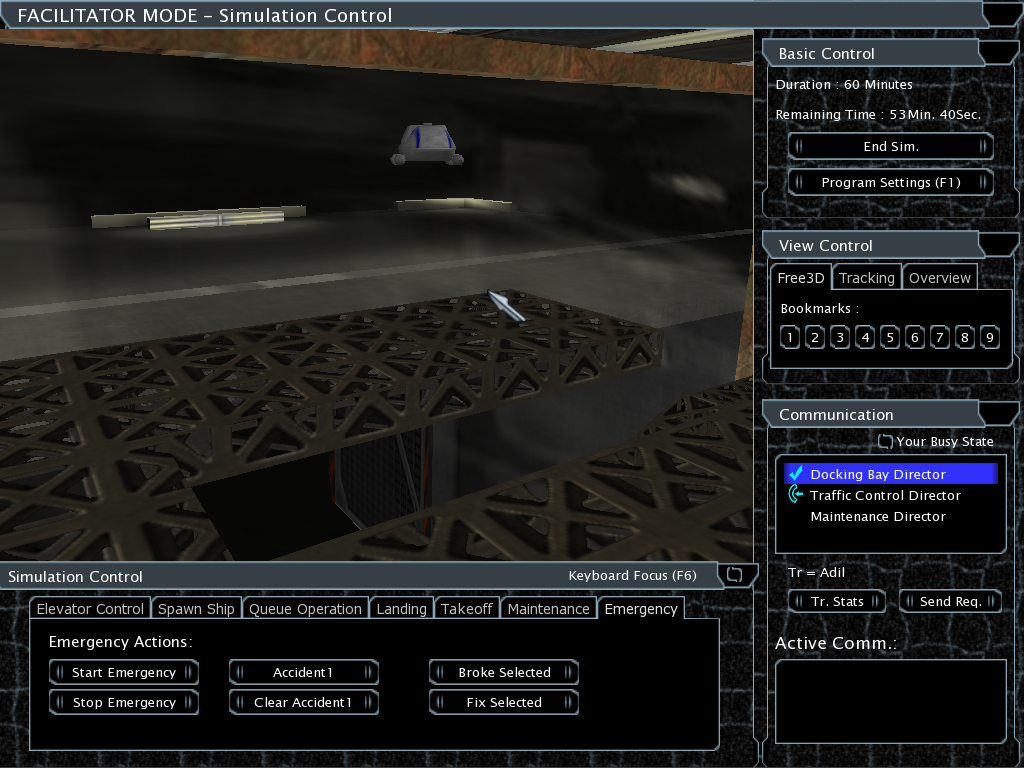 FACILITATOR MODE – Simulation Control
Basic Control
Duration : 60 Minutes
Remaining Time : 53Min. 40Sec.
End Sim.
Program Settings (F1)
View Control
Free3D Tracking Overview
Bookmarks :
1 2 3 4 5 6 7 8 9
Communication
Your Busy State
Docking Bay Director
Traffic Control Director
Maintenance Director
Tr = Adil
Tr. Stats Send Req.
Active Comm.:
Simulation Control Keyboard Focus (F6)
Elevator Control Spawn Ship Queue Operation Landing Takeoff Maintenance Emergency
Emergency Actions:
Start Emergency Accident1 Broke Selected
Stop Emergency Clear Accident1 Fix Selected